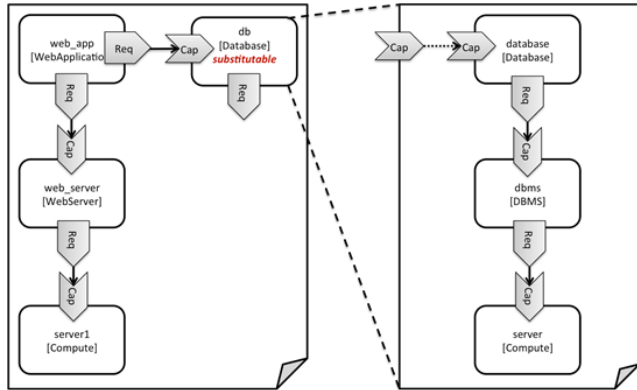 web_app
[WebApplicatio
Req
Cap
db
[Database]
substitutable
Req
Req
Cap
web_server
[WebServer]
Req
Cap
server1
[Compute]
Cap
Cap
database
[Database]
Req
Cap
dbms
[DBMS]
Req
Cap
server
[Compute]